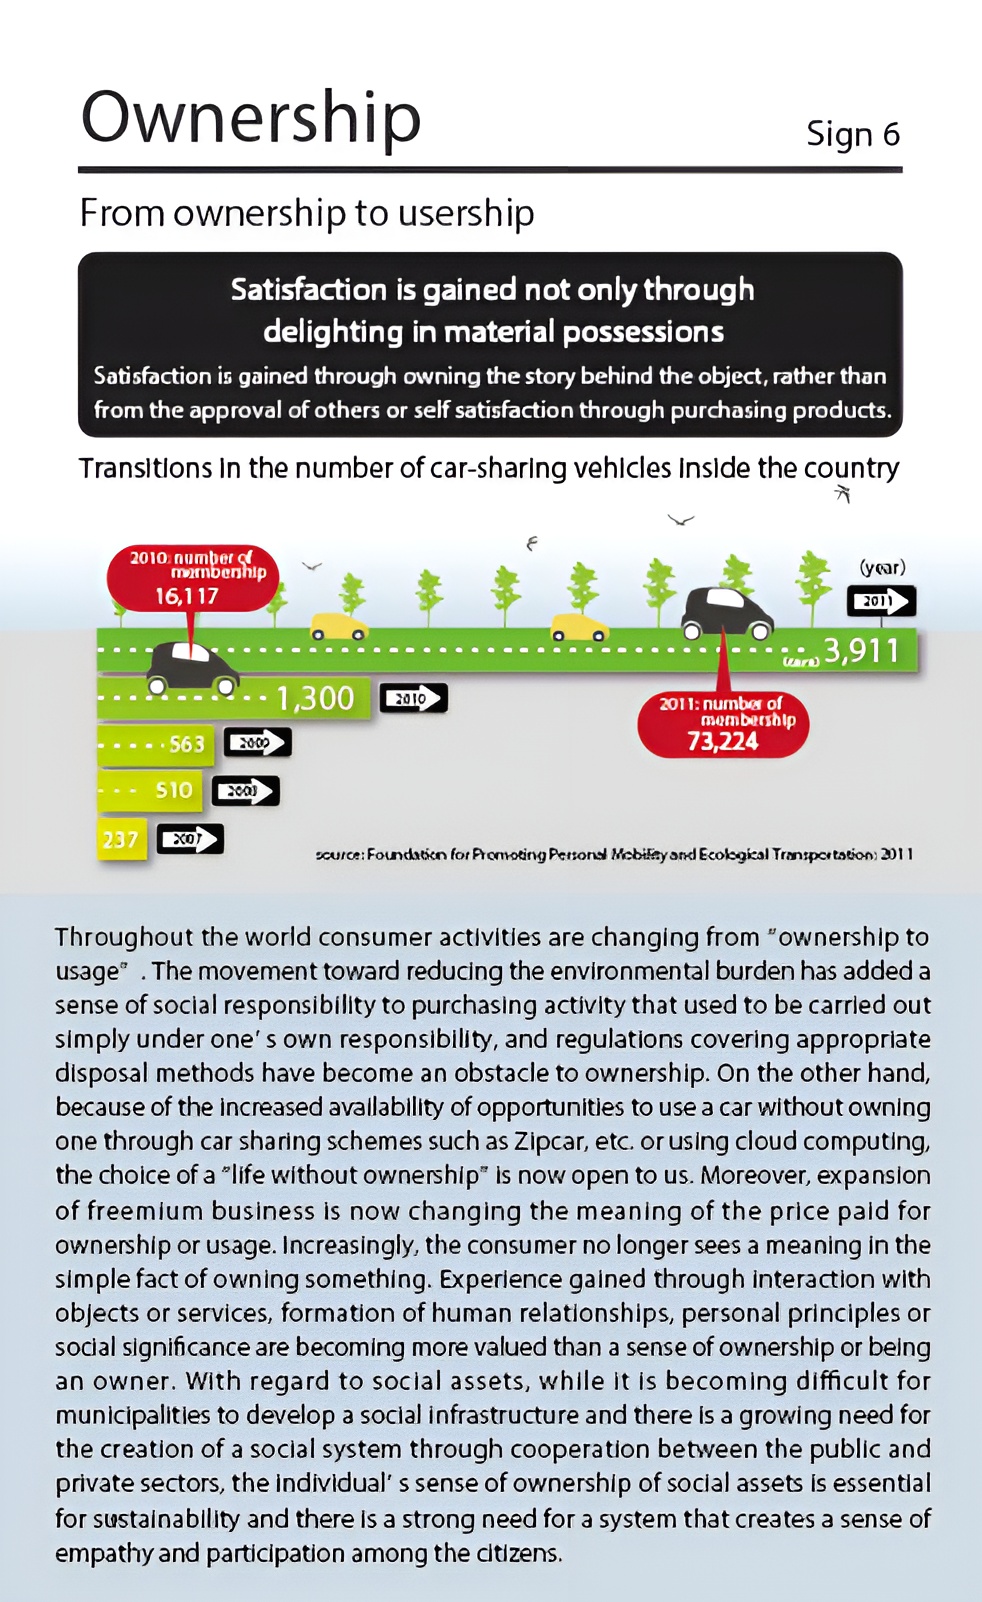 Ownership
Sign 6
From ownership to usership
Satisfaction is gained not only through
delighting in material possessions
Satisfaction is gained through owning the story behind the object, rather than
from the approval of others or self satisfaction through purchasing products.
Transitions in the number of car-sharing vehicles inside the country
2010: number of
membership
16,117
(year)
2011
(cars) 3,911
1,300
2010
2011: number of
membership
73,224
563
2009
510
2008
237
2007
source: Foundation for Promoting Personal Mobility and Ecological Transportation; 2011
Throughout the world consumer activities are changing from "ownership to
usage" . The movement toward reducing the environmental burden has added a
sense of social responsibility to purchasing activity that used to be carried out
simply under one' s own responsibility, and regulations covering appropriate
disposal methods have become an obstacle to ownership. On the other hand,
because of the increased availability of opportunities to use a car without owning
one through car sharing schemes such as Zipcar, etc. or using cloud computing,
the choice of a "life without ownership" is now open to us. Moreover, expansion
of freemium business is now changing the meaning of the price paid for
ownership or usage. Increasingly, the consumer no longer sees a meaning in the
simple fact of owning something. Experience gained through interaction with
objects or services, formation of human relationships, personal principles or
social significance are becoming more valued than a sense of ownership or being
an owner. With regard to social assets, while it is becoming difficult for
municipalities to develop a social infrastructure and there is a growing need for
the creation of a social system through cooperation between the public and
private sectors, the individual' s sense of ownership of social assets is essential
for sustainability and there is a strong need for a system that creates a sense of
empathy and participation among the citizens.